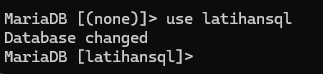 MariaDB [(none)]> use latihansql
Database changed
MariaDB [latihansql]>